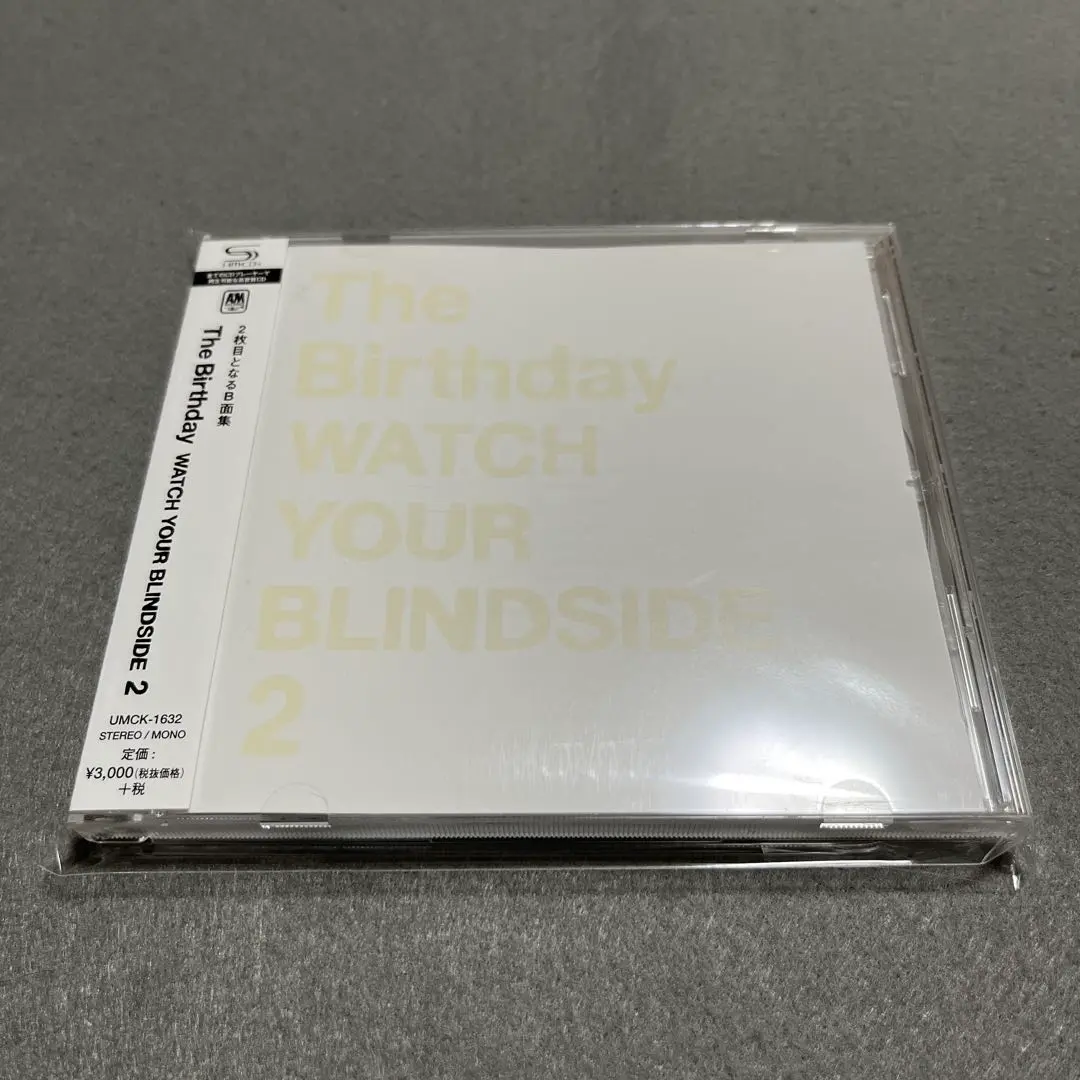 SHM-CD
全てのCDプレーヤーで
再生可能な高音質CD
A&M
2枚目となるB面集
The Birthday WATCH YOUR BLINDSIDE 2
UMCK-1632
STEREO / MONO
定価:
¥3,000(税抜価格)
+税
The
Birthday
WATCH
YOUR
BLINDSIDE
2